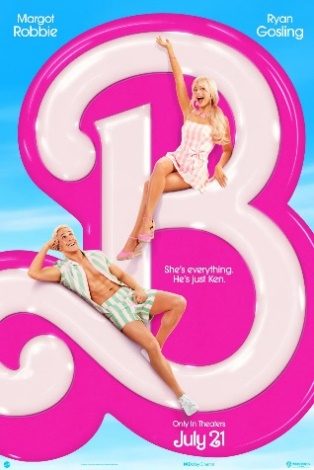 Margot
Robbie
Ryan
Gosling
B
She's everything.
He's just Ken.
Only In Theaters
July 21